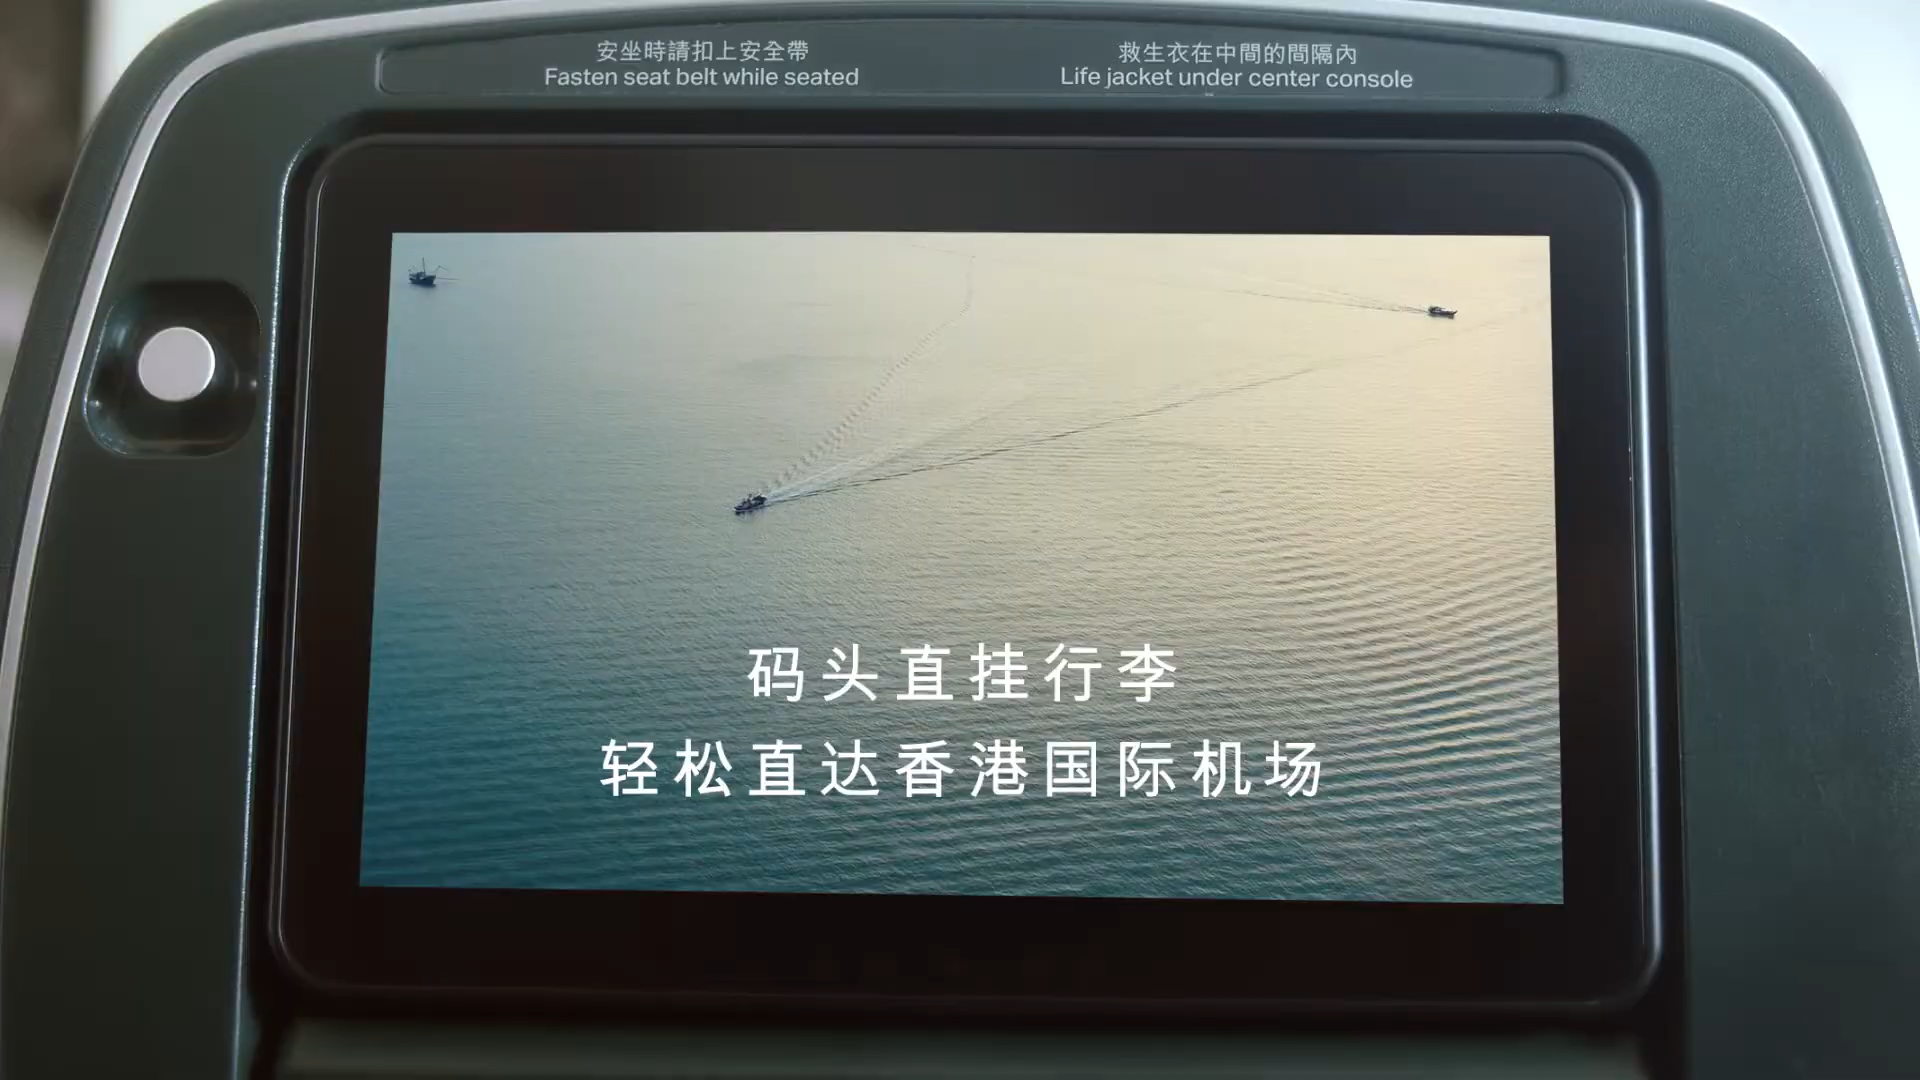 安坐時請扣上安全帶
Fasten seat belt while seated
救生衣在中間的間隔內
Life jacket under center console
码头直挂行李
轻松直达香港国际机场